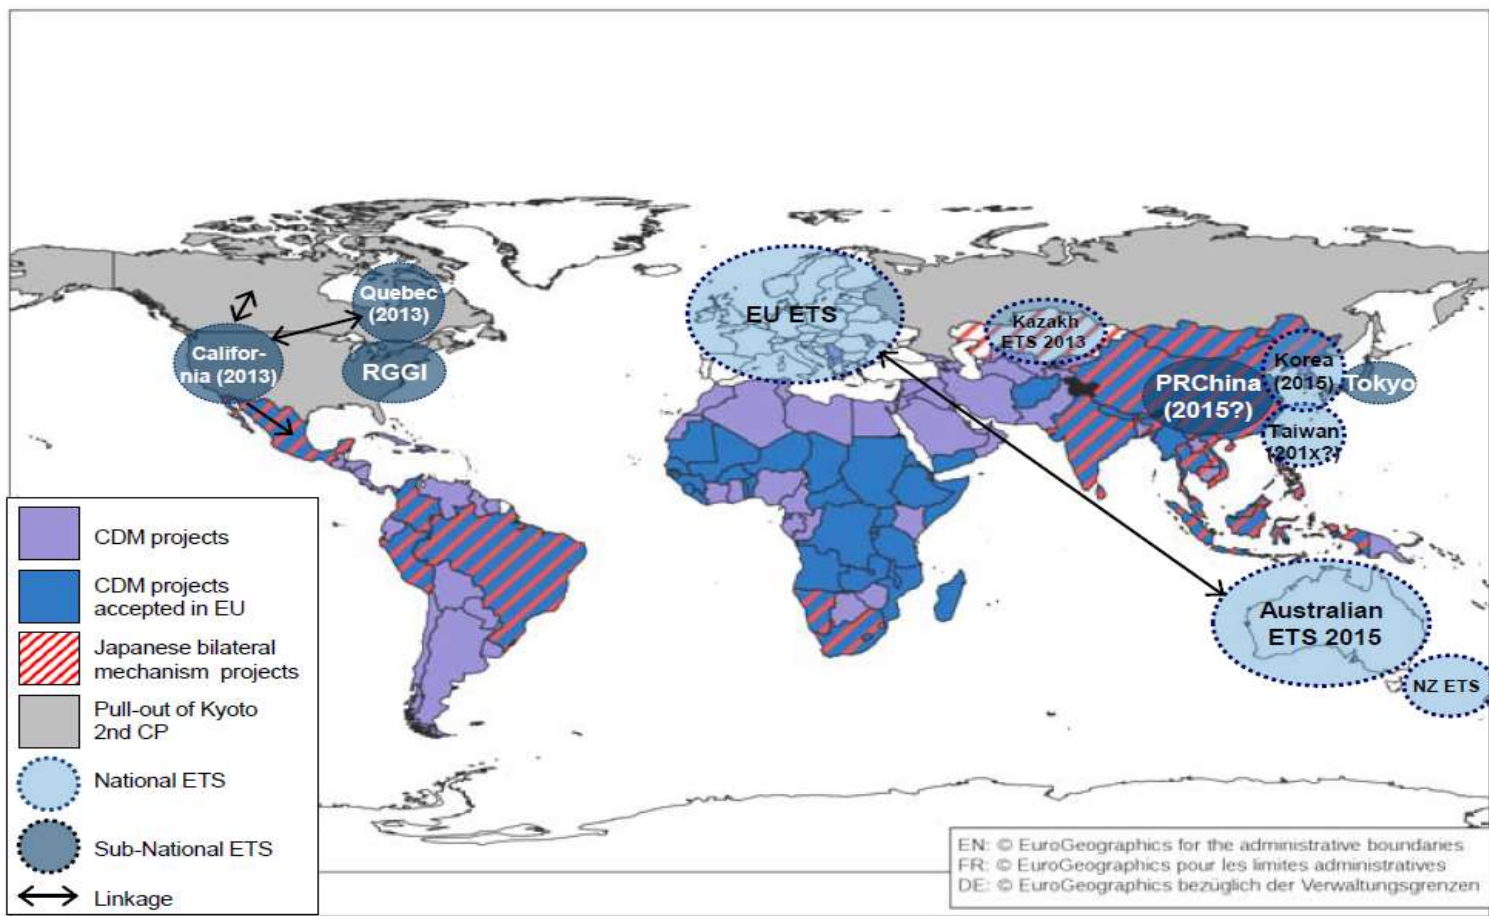 Quebec
(2013)
Califor-
nia (2013)
RGGI
EU ETS
Kazakh
ETS 2013
PRChina
(2015?)
Korea
(2015)
Tokyo
Taiwan
(201x?)
Australian
ETS 2015
NZ ETS
CDM projects
CDM projects
accepted in EU
Japanese bilateral
mechanism projects
Pull-out of Kyoto
2nd CP
National ETS
Sub-National ETS
Linkage
EN: © EuroGeographics for the administrative boundaries
FR: © EuroGeographics pour les limites administratives
DE: © EuroGeographics bezüglich der Verwaltungsgrenzen